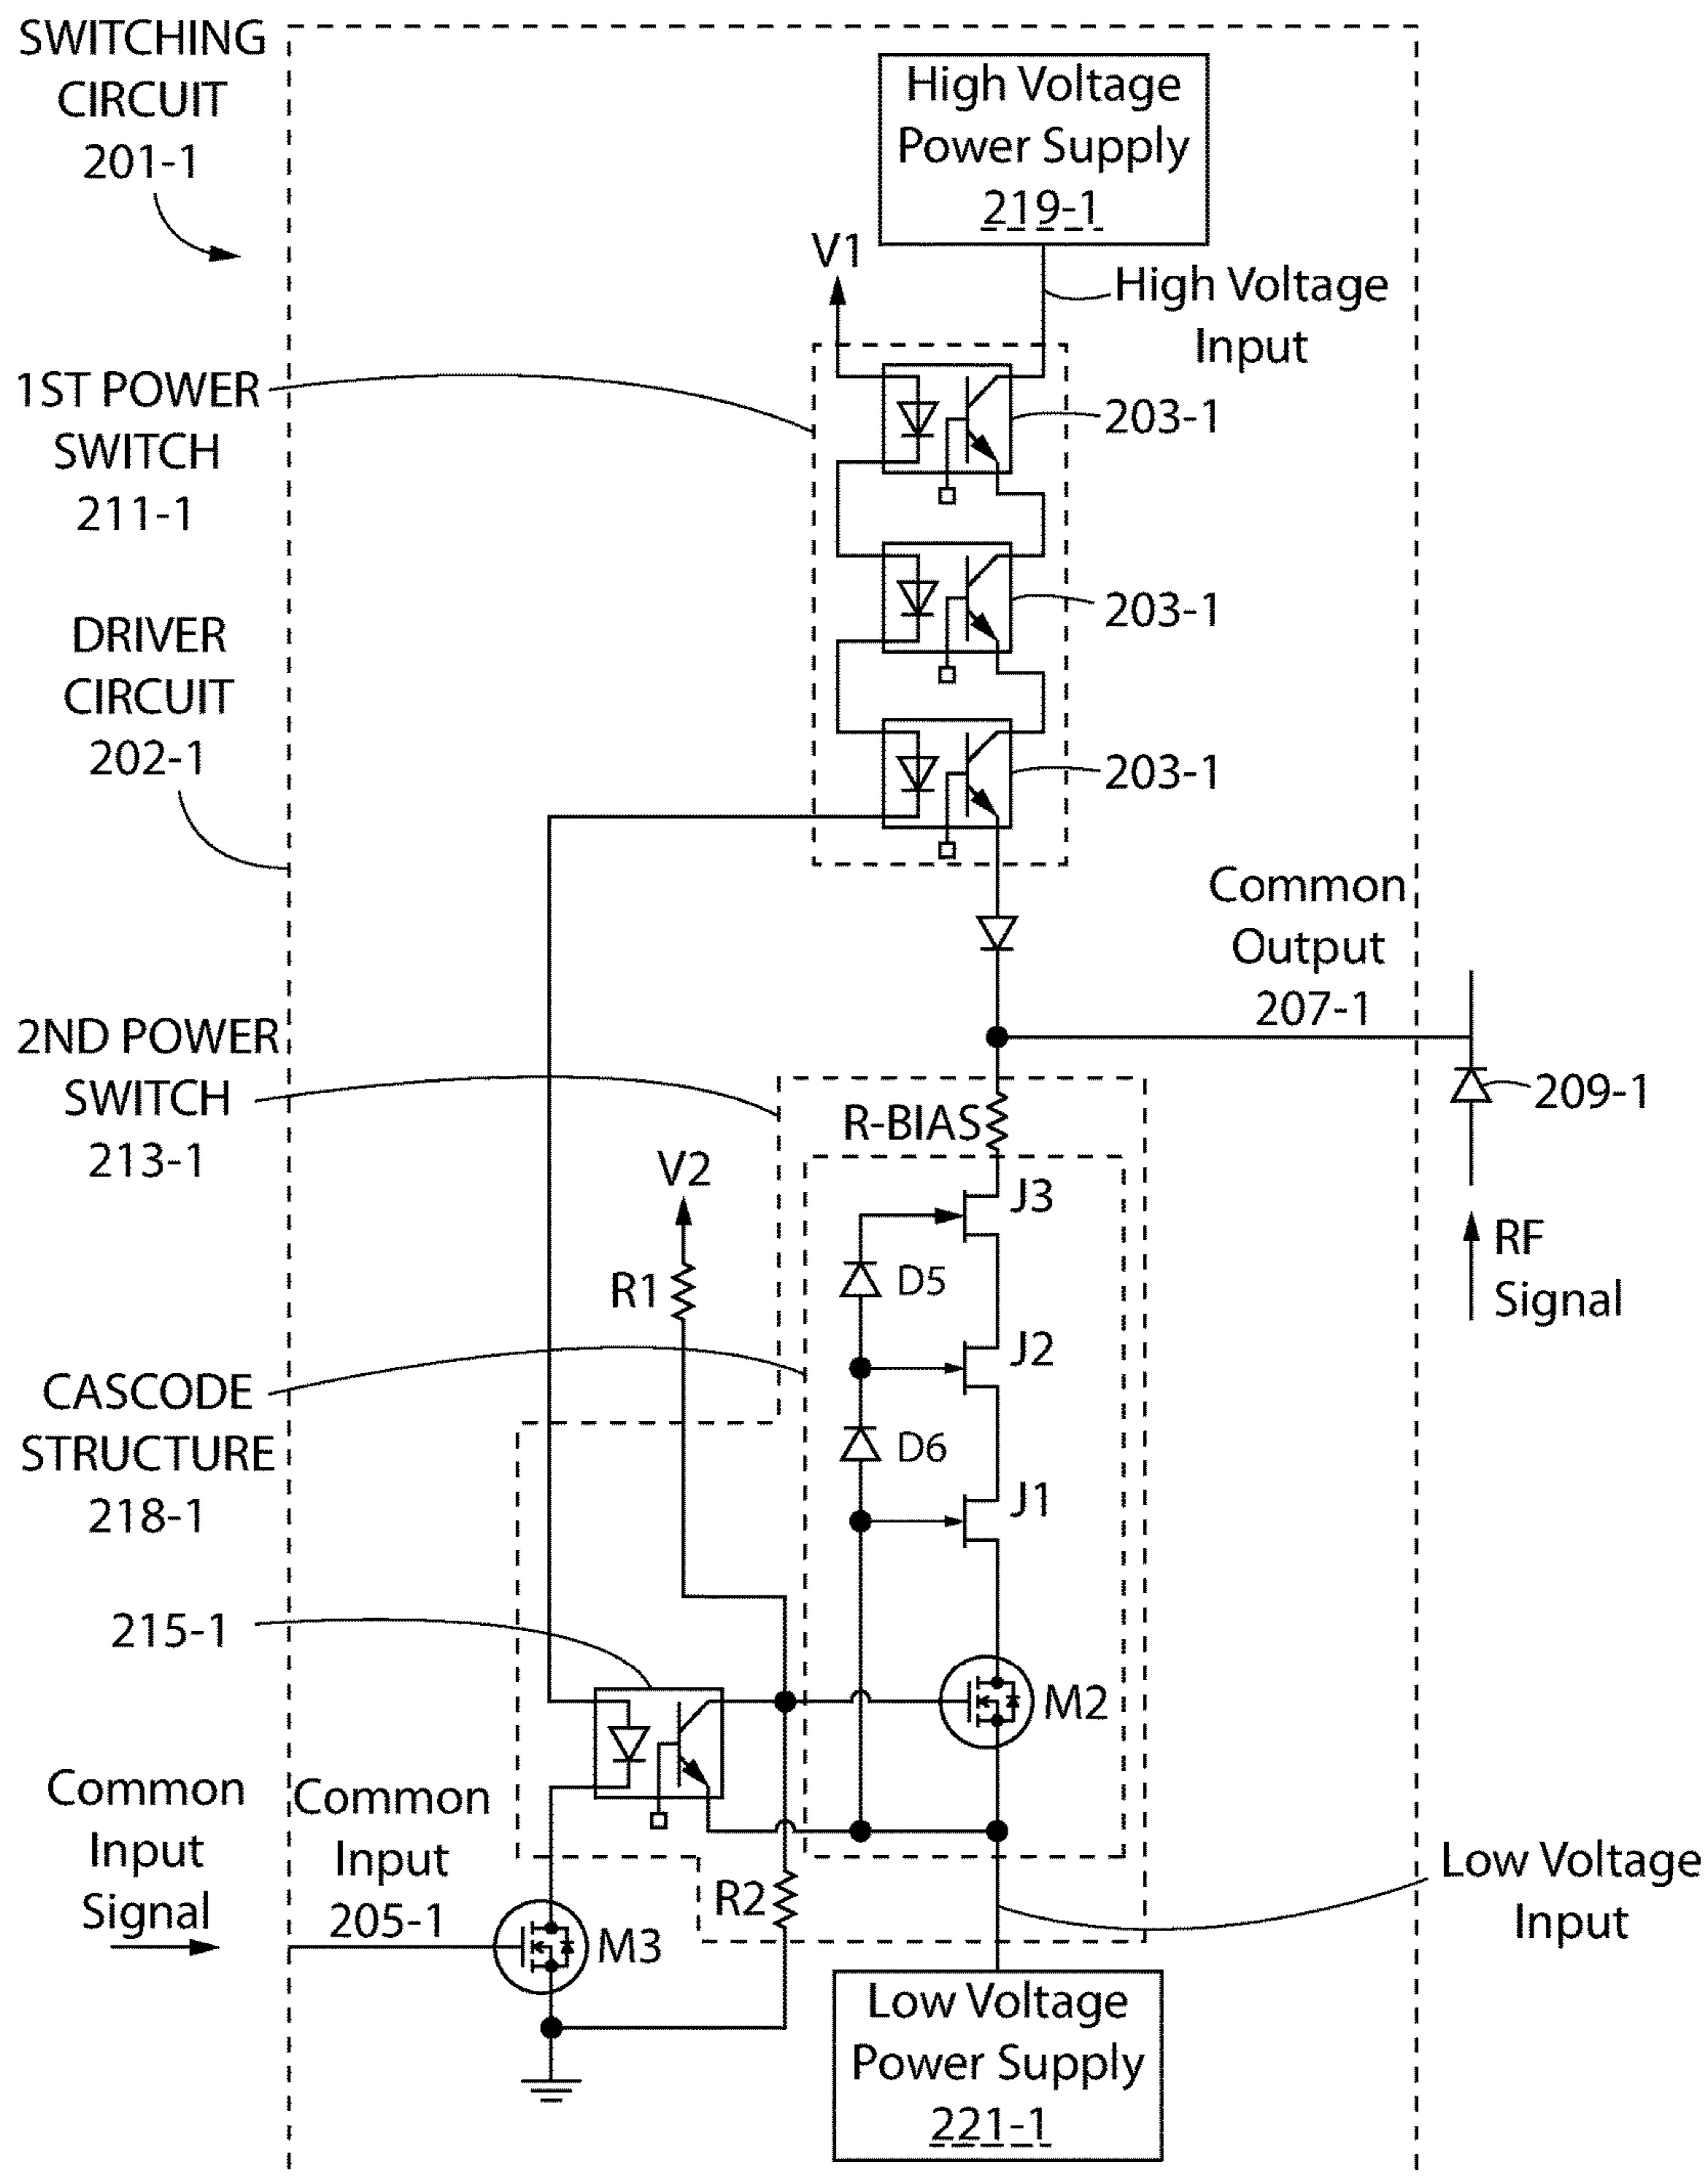 SWITCHING
CIRCUIT
201-1
High Voltage
Power Supply
219-1
V1
High Voltage
Input
1ST POWER
SWITCH
211-1
203-1
203-1
DRIVER
CIRCUIT
202-1
203-1
Common
Output
207-1
2ND POWER
SWITCH
213-1
209-1
R-BIAS
V2
J3
RF
Signal
R1
D5
J2
CASCODE
STRUCTURE
218-1
D6
J1
215-1
M2
Common
Input
Signal
Common
Input
205-1
Low Voltage
Input
R2
M3
Low Voltage
Power Supply
221-1